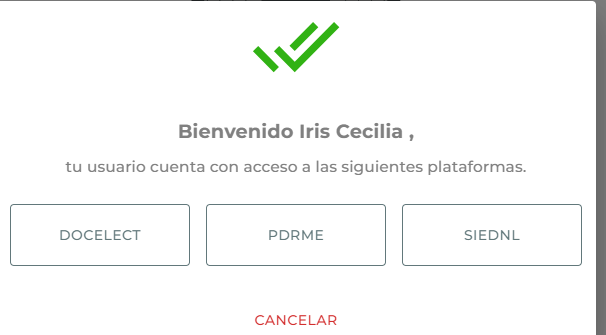 Bienvenido Iris Cecilia ,
tu usuario cuenta con acceso a las siguientes plataformas.
DOCELECT
PDRME
SIEDNL
CANCELAR